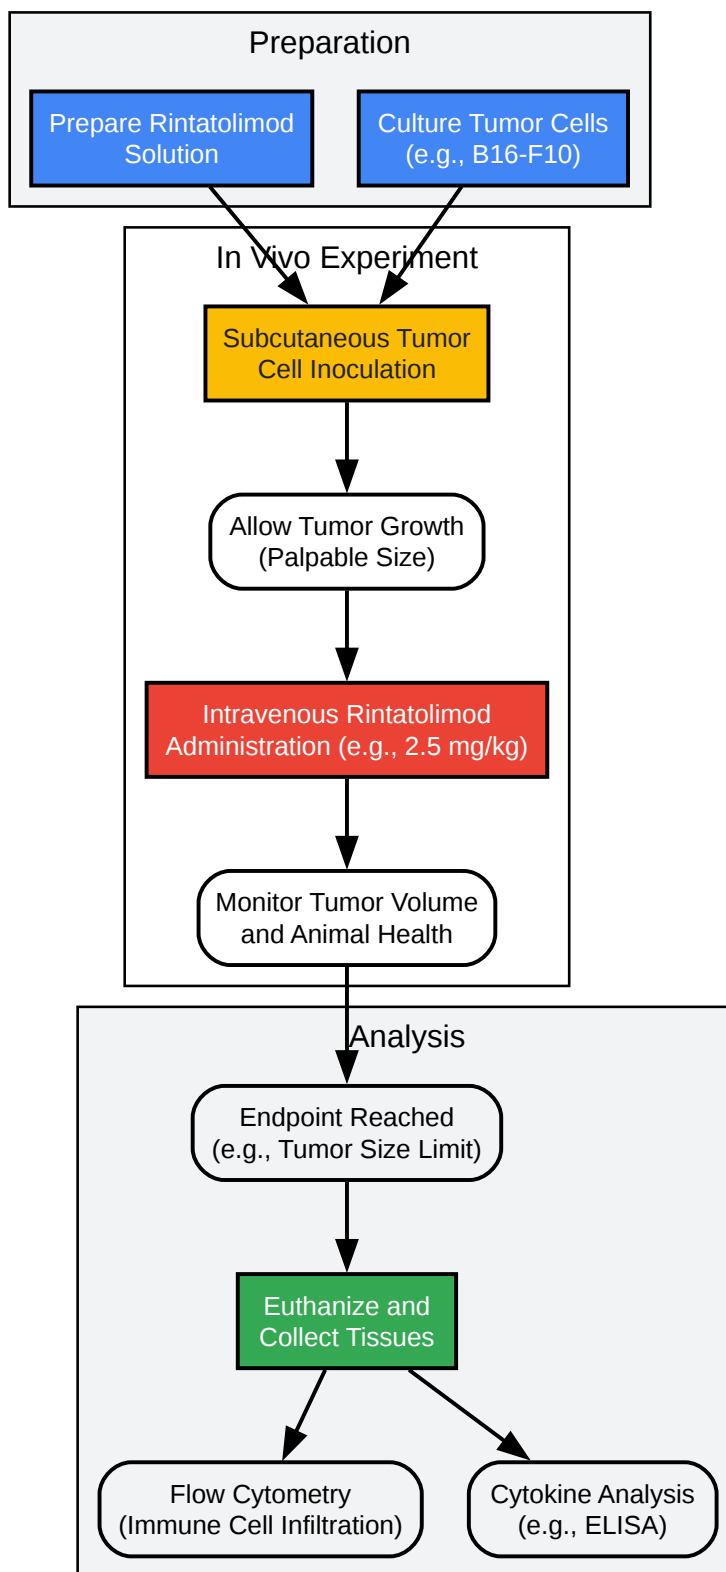 Preparation
Prepare Rintatolimod
Solution
Culture Tumor Cells
(e.g., B16-F10)
In Vivo Experiment
Subcutaneous Tumor
Cell Inoculation
Allow Tumor Growth
(Palpable Size)
Intravenous Rintatolimod
Administration (e.g., 2.5 mg/kg)
Monitor Tumor Volume
and Animal Health
Analysis
Endpoint Reached
(e.g., Tumor Size Limit)
Euthanize and
Collect Tissues
Flow Cytometry
(Immune Cell Infiltration)
Cytokine Analysis
(e.g., ELISA)